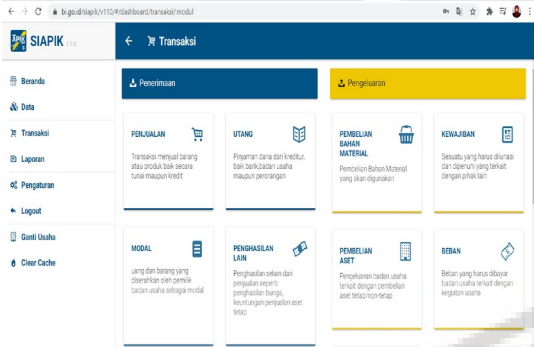 bi.go.id/siapik/v110/#/dashboard/transaksi/modul
SIAPIK 110
Transaksi
Beranda
Data
Transaksi
Laporan
Pengaturan
Logout
Ganti Usaha
Clear Cache
Penerimaan
PENJUALAN
Transaksi menjual barang
atau produk baik secara
tunai maupun kredit
UTANG
Pinjaman dana dari kreditur,
baik bank,badan usaha
maupun perorangan
MODAL
uang dan barang yang
diserahkan oleh pemilik
badan usaha sebagai modal
PENGHASILAN
LAIN
Penghasilan selain dari
penjualan seperti
penghasilan bunga,
keuntungan penjualan aset
tetap
Pengeluaran
PEMBELIAN
BAHAN
MATERIAL
Pembelian Bahan Material
yang akan digunakan
KEWAJIBAN
Sesuatu yang harus dilunasi
dan dipenuhi yang terkait
dengan pihak lain
PEMBELIAN
ASET
Pengeluaran badan usaha
terkait dengan pembelian
aset tetap/non-tetap
BEBAN
Beban yang harus dibayar
badan usaha terkait dengan
kegiatan usaha